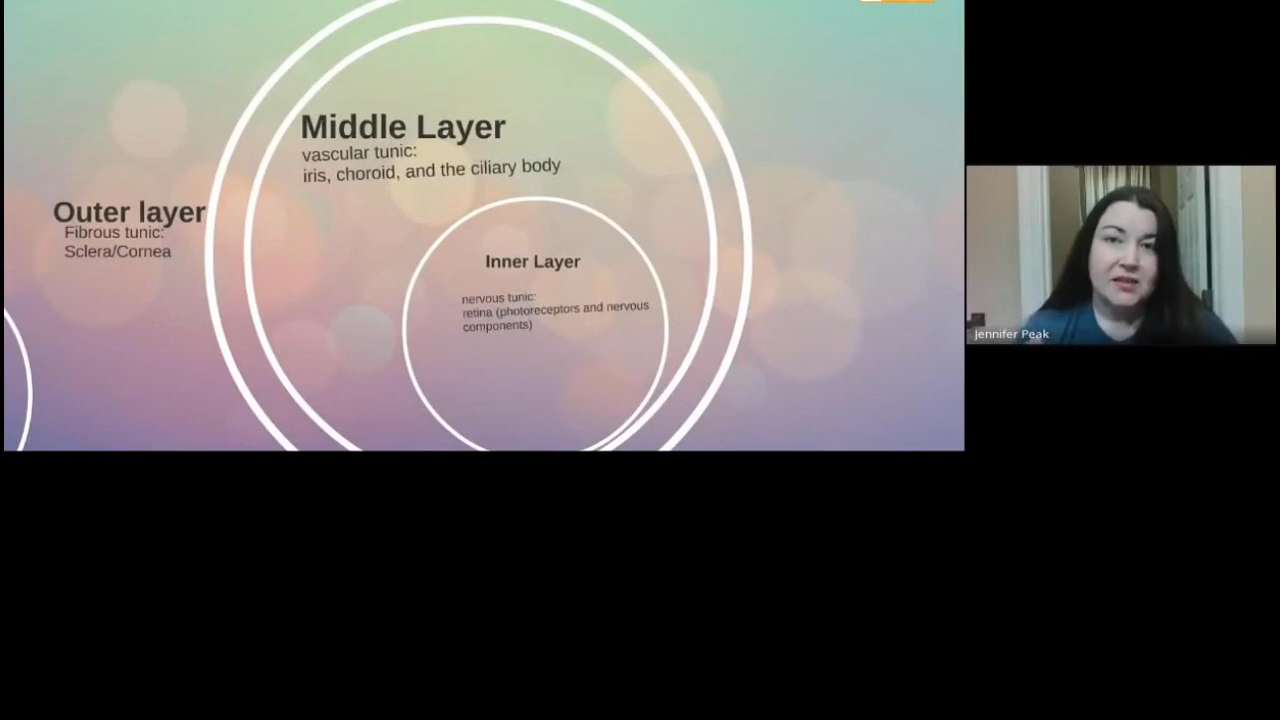 Middle Layer
vascular tunic:
iris, choroid, and the ciliary body
Outer layer
Fibrous tunic:
Sclera/Cornea
Inner Layer
nervous tunic:
retina (photoreceptors and nervous
components)
Jennifer Peak